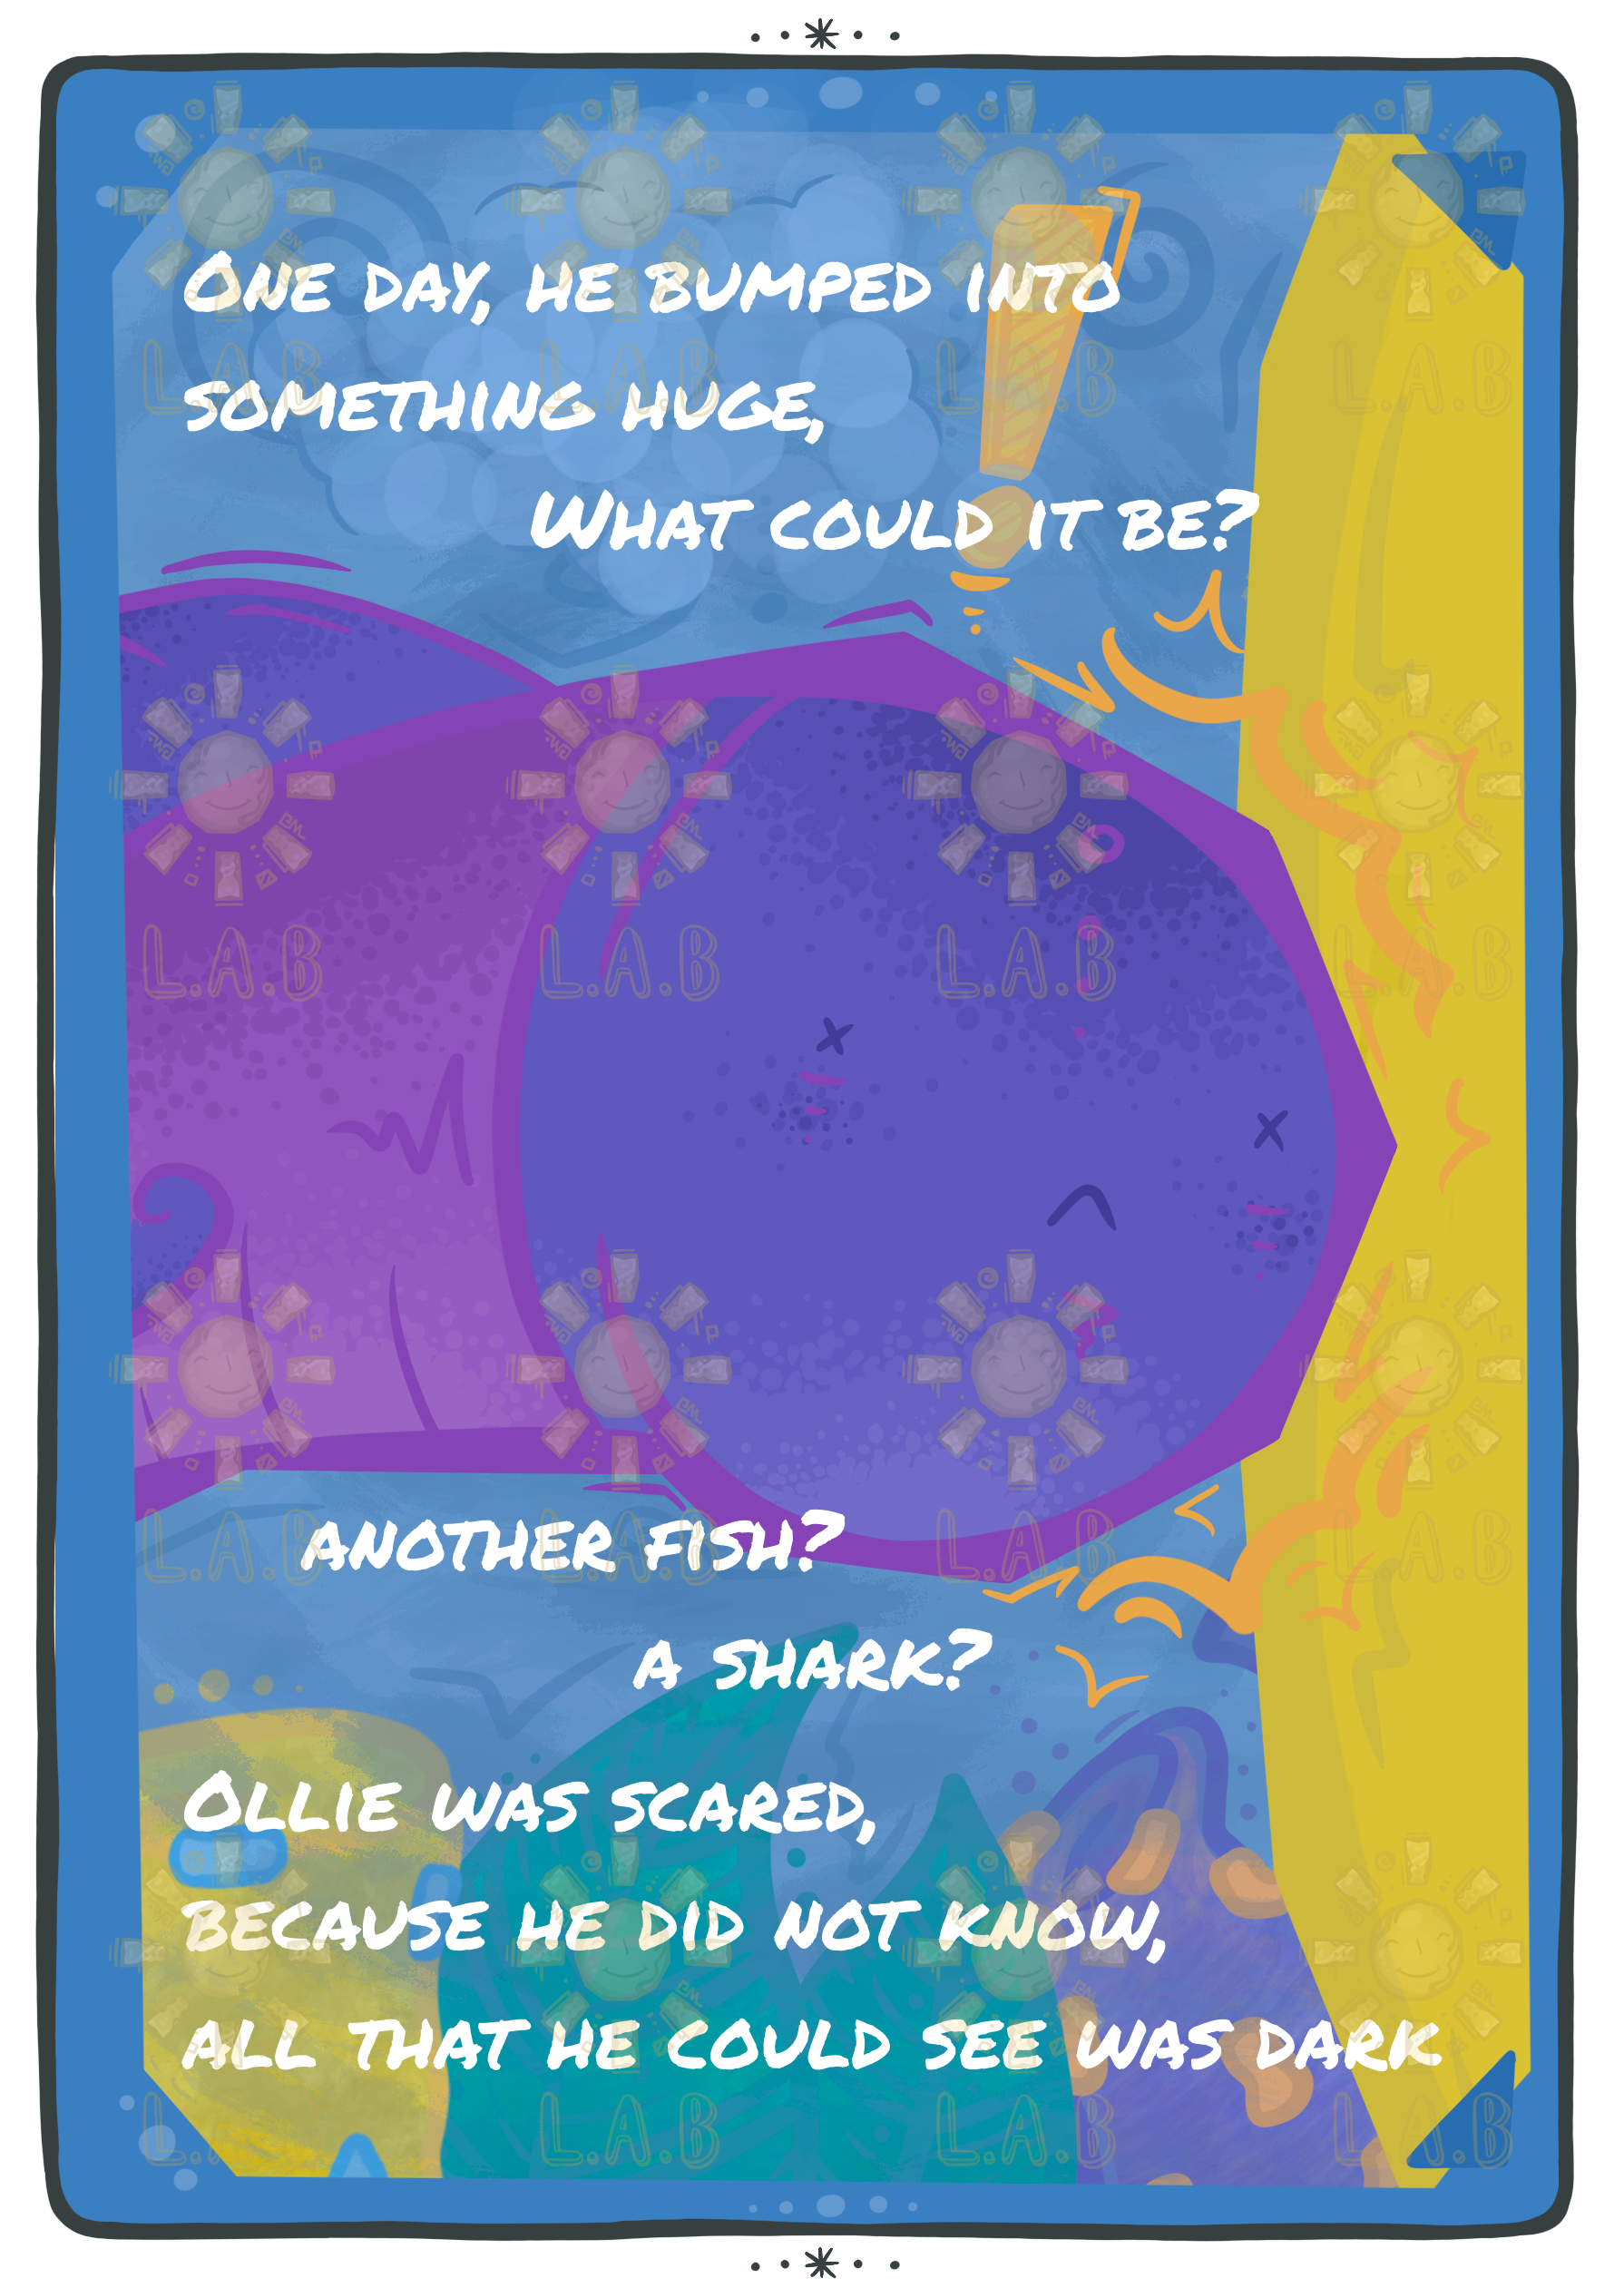 One day, he bumped into
something huge,
What could it be?
another fish?
a shark?
Ollie was scared,
because he did not know,
all that he could see was dark
L.A.B L.A.B L.A.B L.A.B
L.A.B L.A.B L.A.B L.A.B
L.A.B L.A.B L.A.B L.A.B
L.A.B L.A.B L.A.B L.A.B